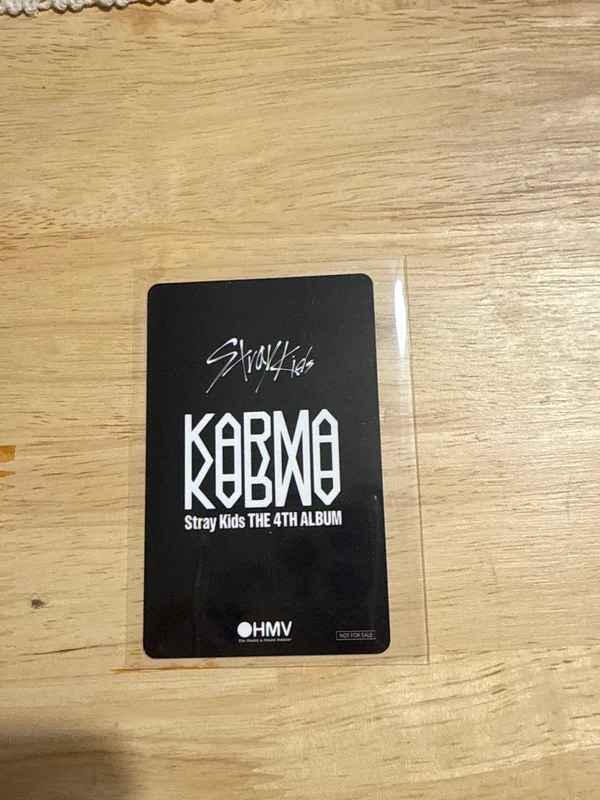 Stray Kids
KARMA
Stray Kids THE 4TH ALBUM
HMV
NOT FOR SALE